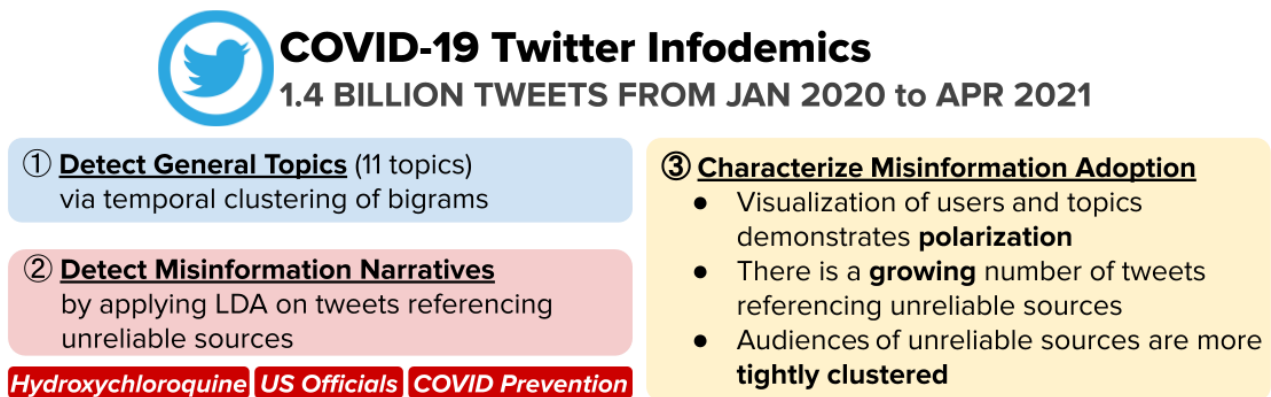 COVID-19 Twitter Infodemics
1.4 BILLION TWEETS FROM JAN 2020 to APR 2021
① Detect General Topics (11 topics)
via temporal clustering of bigrams
② Detect Misinformation Narratives
by applying LDA on tweets referencing
unreliable sources
Hydroxychloroquine US Officials COVID Prevention
③ Characterize Misinformation Adoption
● Visualization of users and topics
demonstrates polarization
● There is a growing number of tweets
referencing unreliable sources
● Audiences of unreliable sources are more
tightly clustered